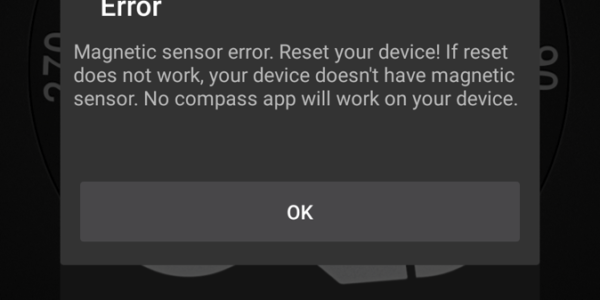 Error
Magnetic sensor error. Reset your device! If reset
does not work, your device doesn't have magnetic
sensor. No compass app will work on your device.
OK
270